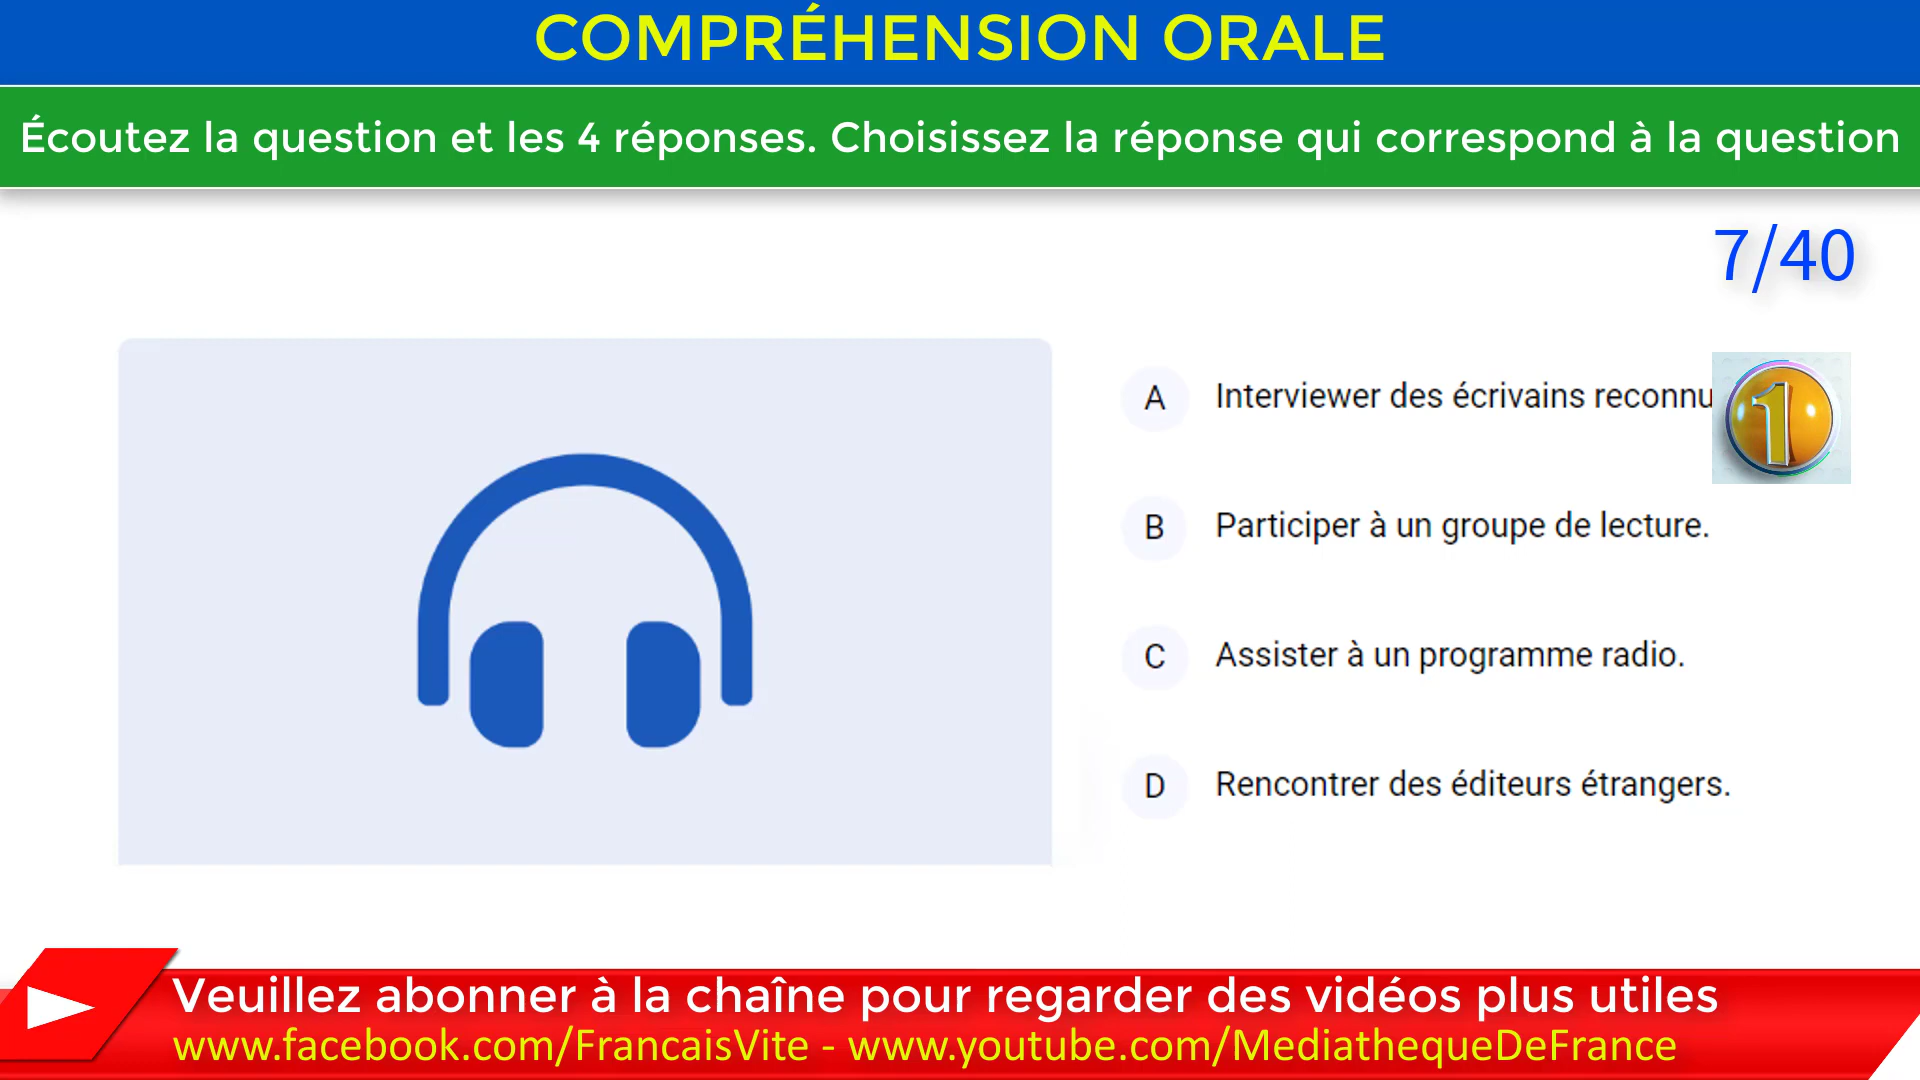 COMPRÉHENSION ORALE
Écoutez la question et les 4 réponses. Choisissez la réponse qui correspond à la question
7/40
A Interviewer des écrivains reconnu
1
B Participer à un groupe de lecture.
C Assister à un programme radio.
D Rencontrer des éditeurs étrangers.
Veuillez abonner à la chaîne pour regarder des vidéos plus utiles
www.facebook.com/FrancaisVite - www.youtube.com/MediathequeDeFrance